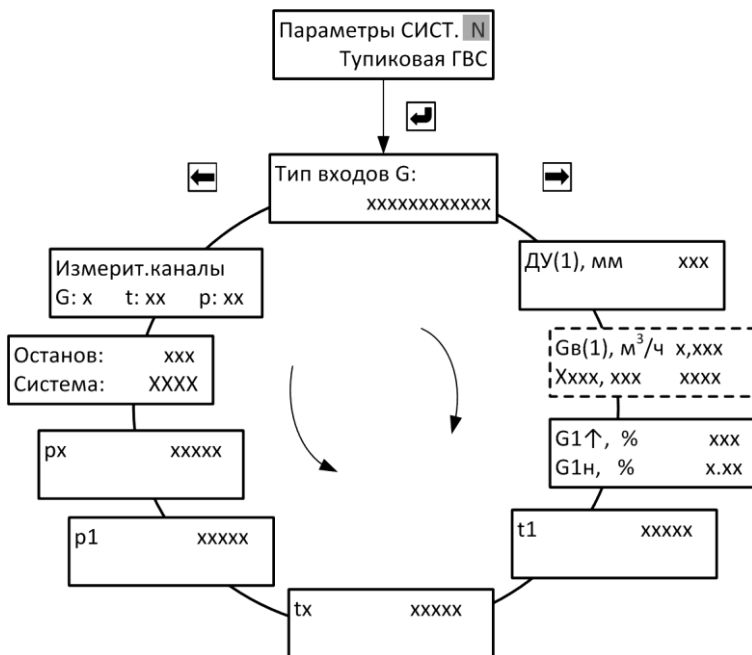 Параметры СИСТ. N
Тупиковая ГВС
Тип входов G:
xxxxxxxxxxxx
ДУ(1), мм xxx
Gв(1), м³/ч x,xxx
Xxxx, xxx xxxx
G1↑, % xxx
G1н, % x.xx
t1 xxxxx
tx xxxxx
p1 xxxxx
px xxxxx
Останов: xxx
Система: XXXX
Измерит.каналы
G: x t: xx p: xx